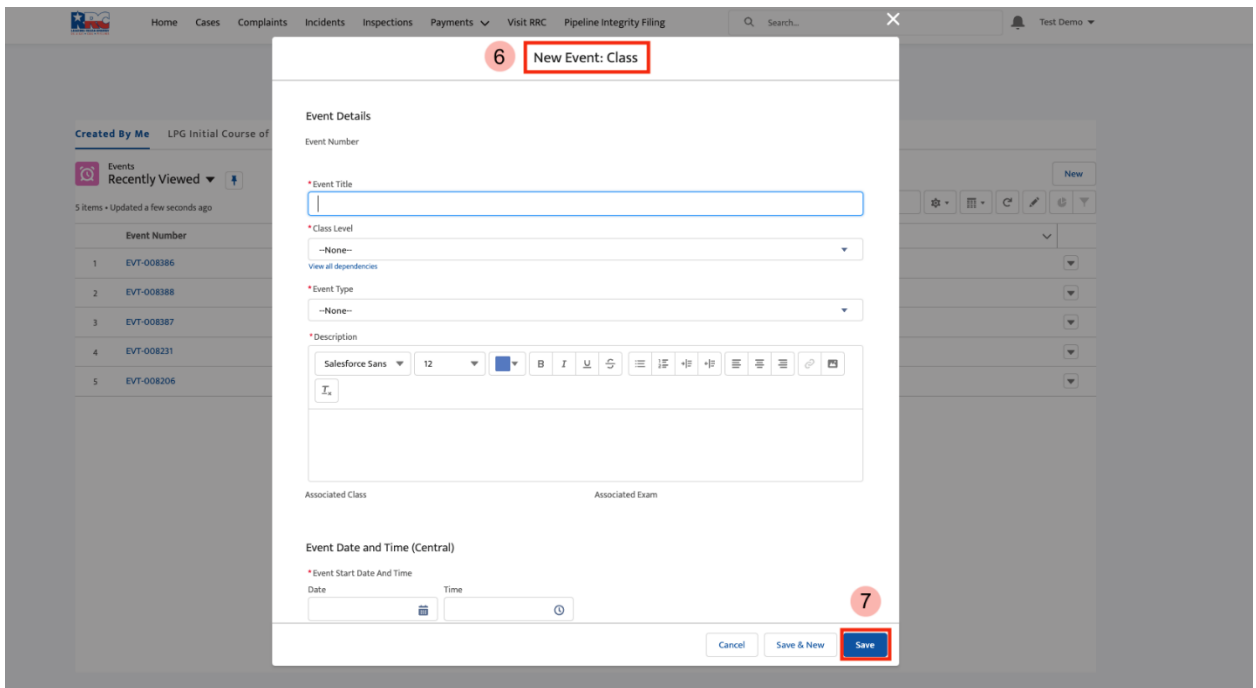 RRC Home Cases Complaints Incidents Inspections Payments Visit RRC Pipeline Integrity Filing Search... Test Demo
6 New Event: Class
Event Details
Created By Me LPG Initial Course of
Event Number
Events
Recently Viewed
New
*Event Title
5 items • Updated a few seconds ago
*Class Level
Event Number
--None--
View all dependencies
1 EVT-008386
*Event Type
2 EVT-008388
--None--
3 EVT-008387
*Description
4 EVT-008231
Salesforce Sans 12 B I U S
5 EVT-008206
Associated Class Associated Exam
Event Date and Time (Central)
*Event Start Date And Time
Date Time
7
Cancel Save & New Save